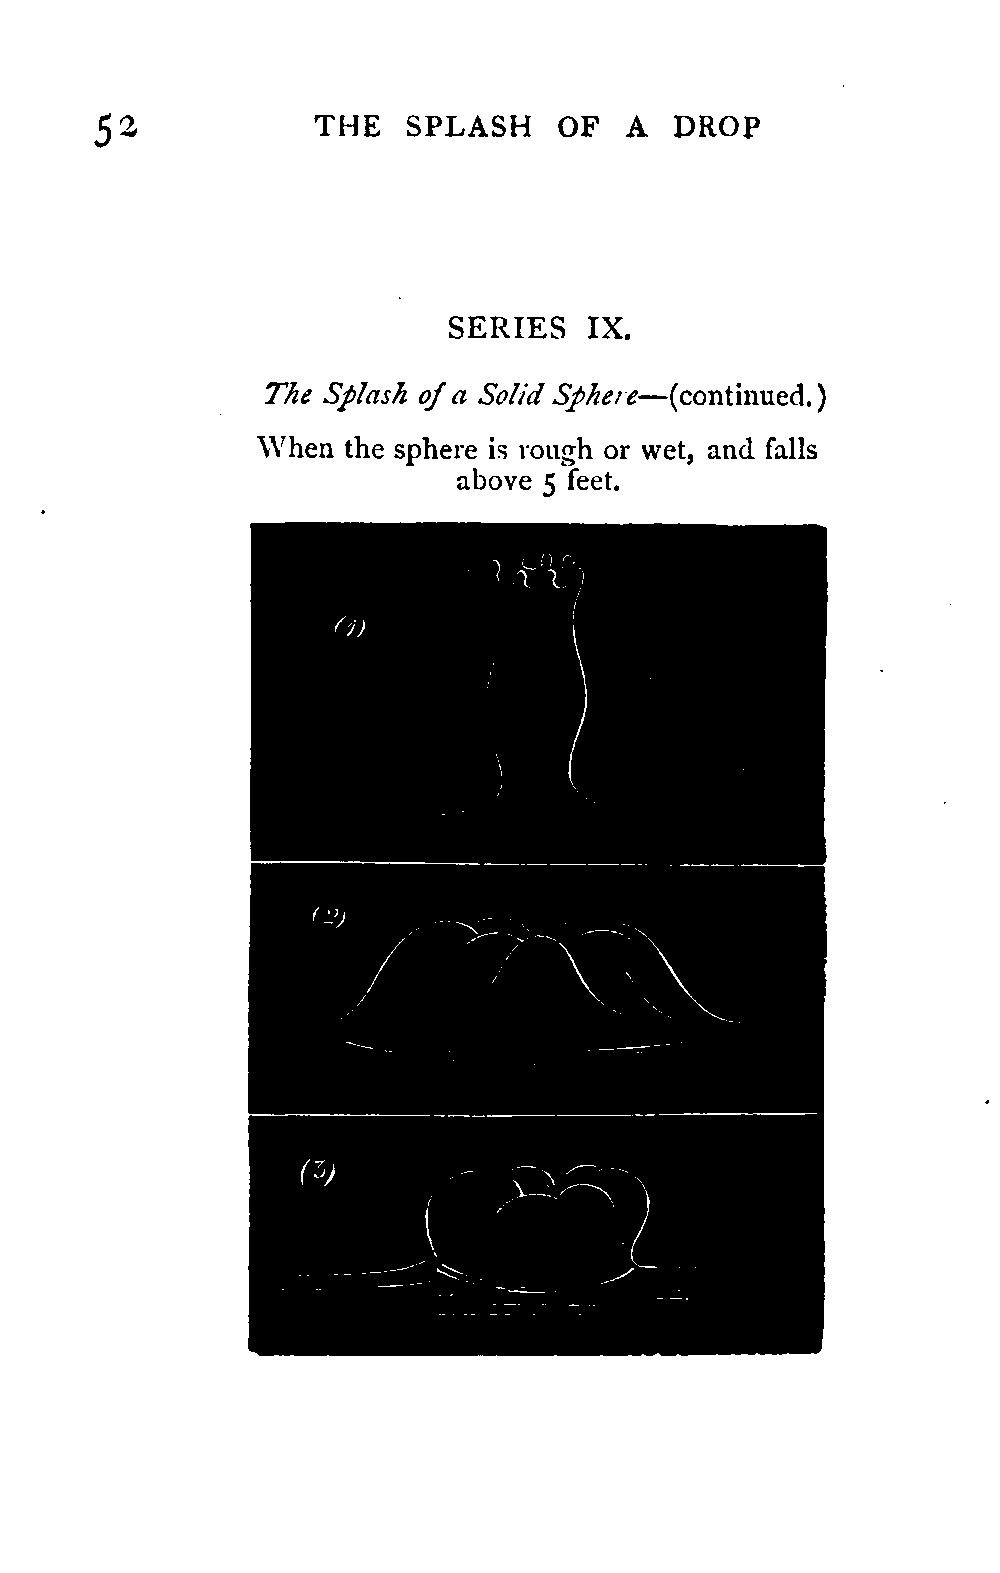 52 THE SPLASH OF A DROP
SERIES IX.
The Splash of a Solid Sphere—(continued.)
When the sphere is rough or wet, and falls
above 5 feet.
(1)
(2)
(3)